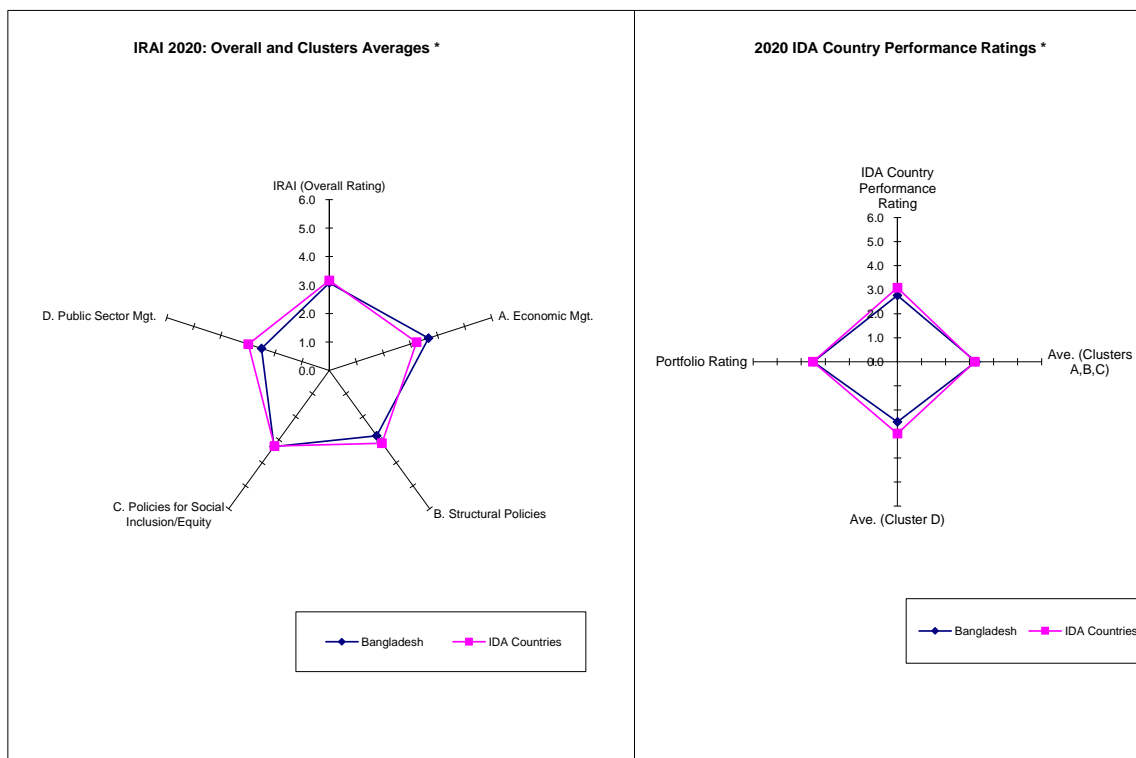 IRAI 2020: Overall and Clusters Averages *
IRAI (Overall Rating)
6.0
5.0
4.0
3.0
2.0
1.0
0.0
A. Economic Mgt.
B. Structural Policies
C. Policies for Social
Inclusion/Equity
D. Public Sector Mgt.
Bangladesh
IDA Countries
2020 IDA Country Performance Ratings *
IDA Country
Performance
Rating
6.0
5.0
4.0
3.0
2.0
1.0
0.0
Ave. (Clusters
A,B,C)
Ave. (Cluster D)
Portfolio Rating
Bangladesh
IDA Countries